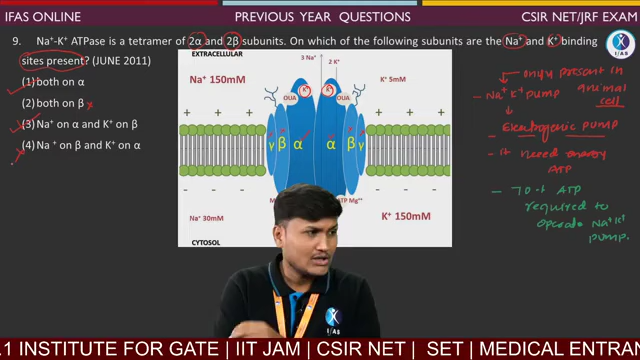 IFAS ONLINE PREVIOUS YEAR QUESTIONS CSIR NET/JRF EXAM
9. Na⁺-K⁺ ATPase is a tetramer of 2α and 2β subunits. On which of the following subunits are the Na⁺ and K⁺ binding
sites present? (JUNE 2011)
(1) both on α
(2) both on β
(3) Na⁺ on α and K⁺ on β
(4) Na ⁺ on β and K⁺ on α
EXTRACELLULAR
3 Na⁺ 2 K⁺
Na⁺ 150mM
K⁺ 5mM
K⁺ K⁺
OUA OUA
γ β α α β γ
ATP Mg²⁺
Na⁺ 30mM
K⁺ 150mM
CYTOSOL
IFAS
only present in
animal
cell
- Na⁺K⁺ pump
- Electrogenic pump
- it need energy
ATP
- 70% ATP
required to
operate Na⁺K⁺
pump.
IFAS
.1 INSTITUTE FOR GATE | IIT JAM | CSIR NET | SET | MEDICAL ENTRAN